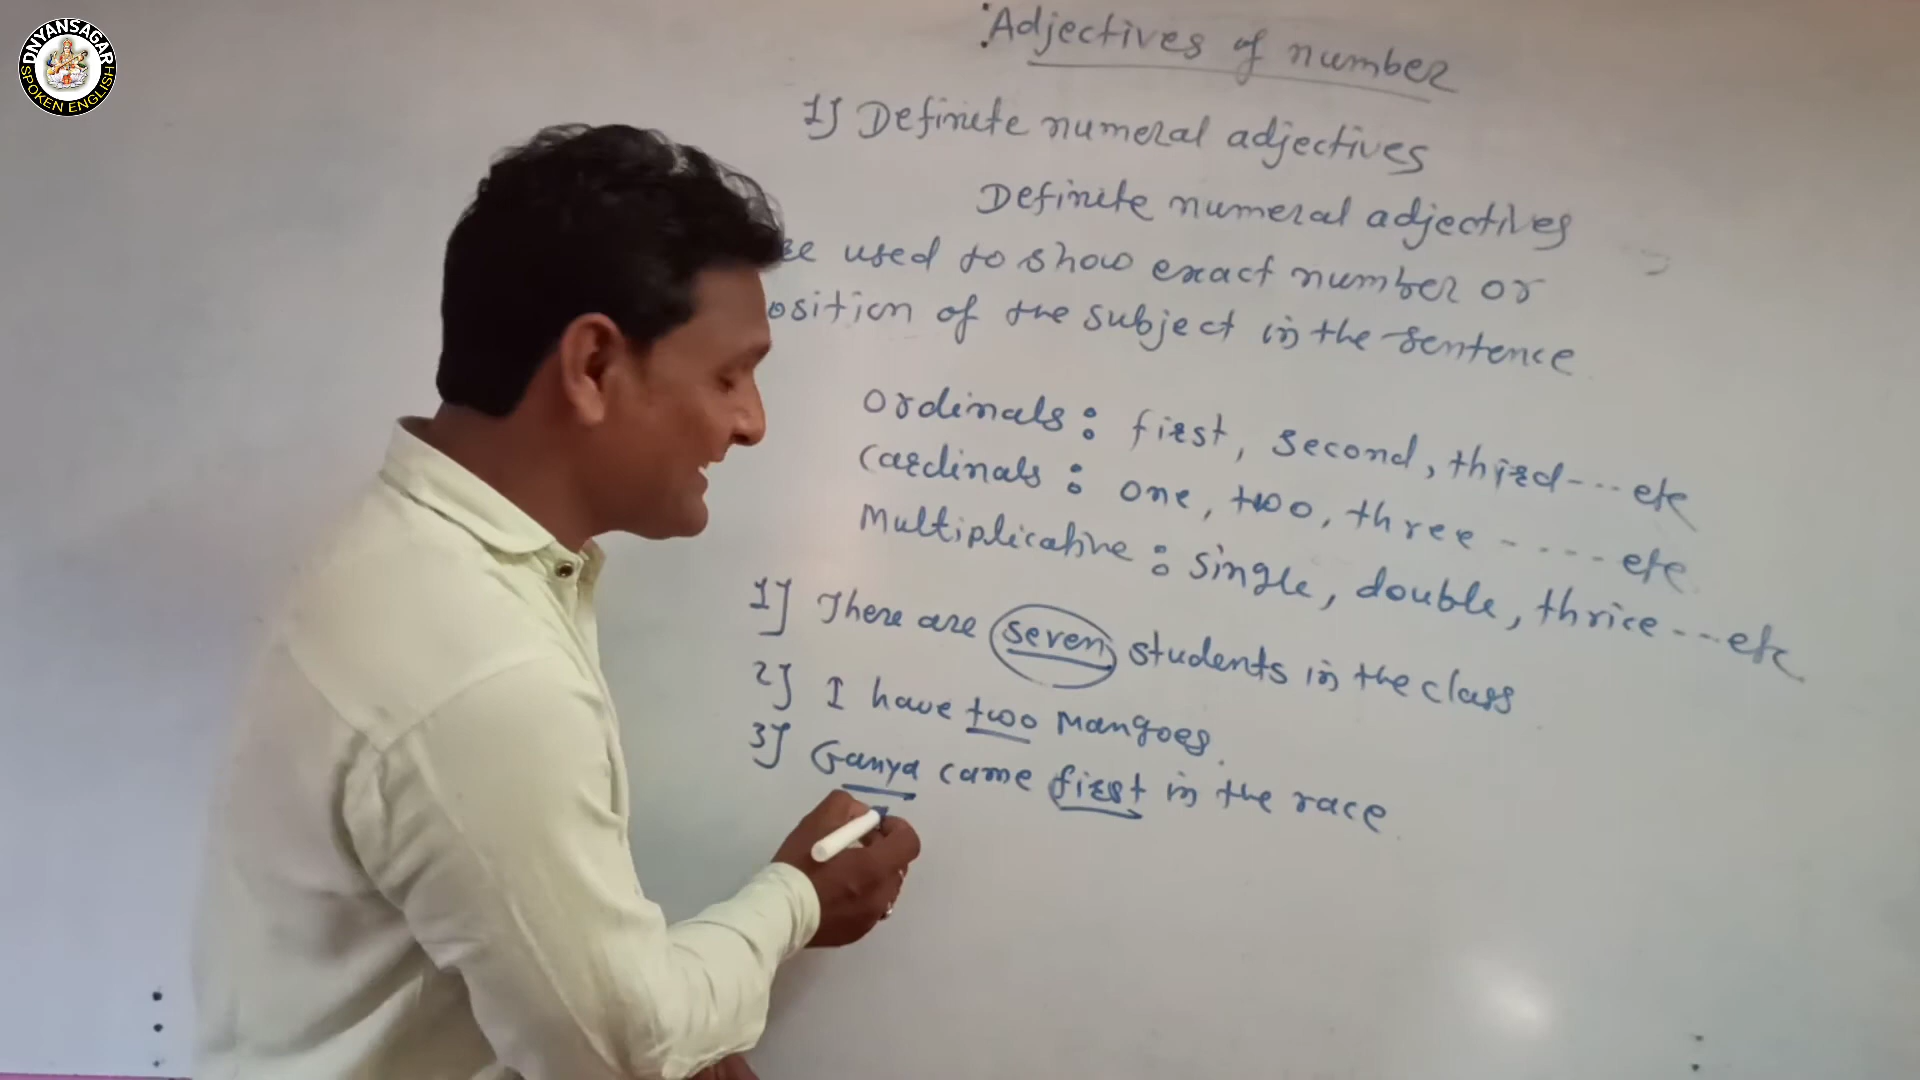 DNYANSAGAR
SPOKEN ENGLISH
Adjectives of number
1] Definite numeral adjectives
Definite numeral adjectives
used to show exact number or
osition of the subject in the sentence
ordinals : first, second, third---etc
Cardinals : one, two, three ----- etc
Multiplicative : single, double, thrice---etc
1] There are seven students in the class
2] I have two Mangoes.
3] Ganya came first in the race